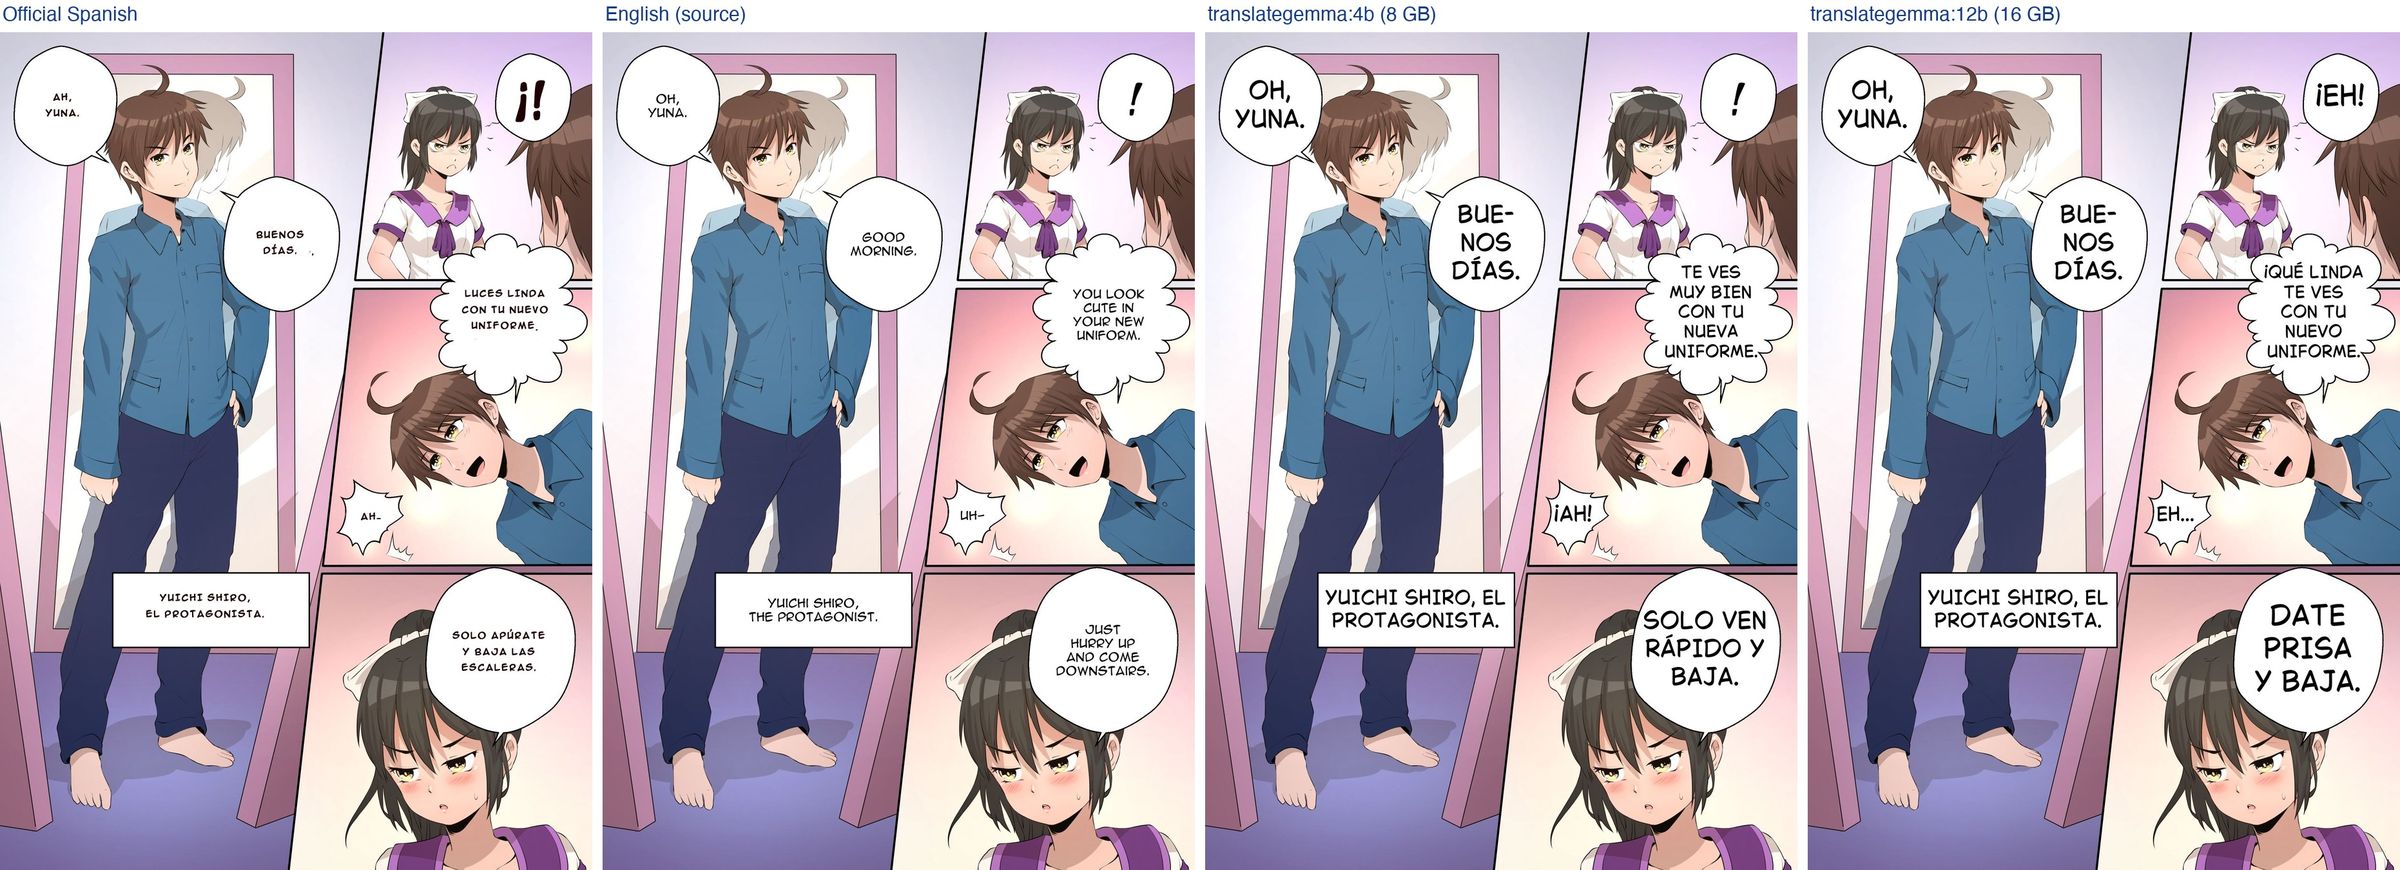 Official Spanish
AH,
YUNA.
¡!
BUENOS
DÍAS.
LUCES LINDA
CON TU NUEVO
UNIFORME.
AH-
YUICHI SHIRO,
EL PROTAGONISTA.
SOLO APÚRATE
Y BAJA LAS
ESCALERAS.
English (source)
OH,
YUNA.
!
GOOD
MORNING.
YOU LOOK
CUTE IN
YOUR NEW
UNIFORM.
UH-
YUICHI SHIRO,
THE PROTAGONIST.
JUST
HURRY UP
AND COME
DOWNSTAIRS.
translategemma:4b (8 GB)
OH,
YUNA.
!
BUE-
NOS
DÍAS.
TE VES
MUY BIEN
CON TU
NUEVA
UNIFORME.
¡AH!
YUICHI SHIRO, EL
PROTAGONISTA.
SOLO VEN
RÁPIDO Y
BAJA.
translategemma:12b (16 GB)
OH,
YUNA.
¡EH!
BUE-
NOS
DÍAS.
¡QUÉ LINDA
TE VES
CON TU
NUEVO
UNIFORME.
EH...
YUICHI SHIRO, EL
PROTAGONISTA.
DATE
PRISA
Y BAJA.